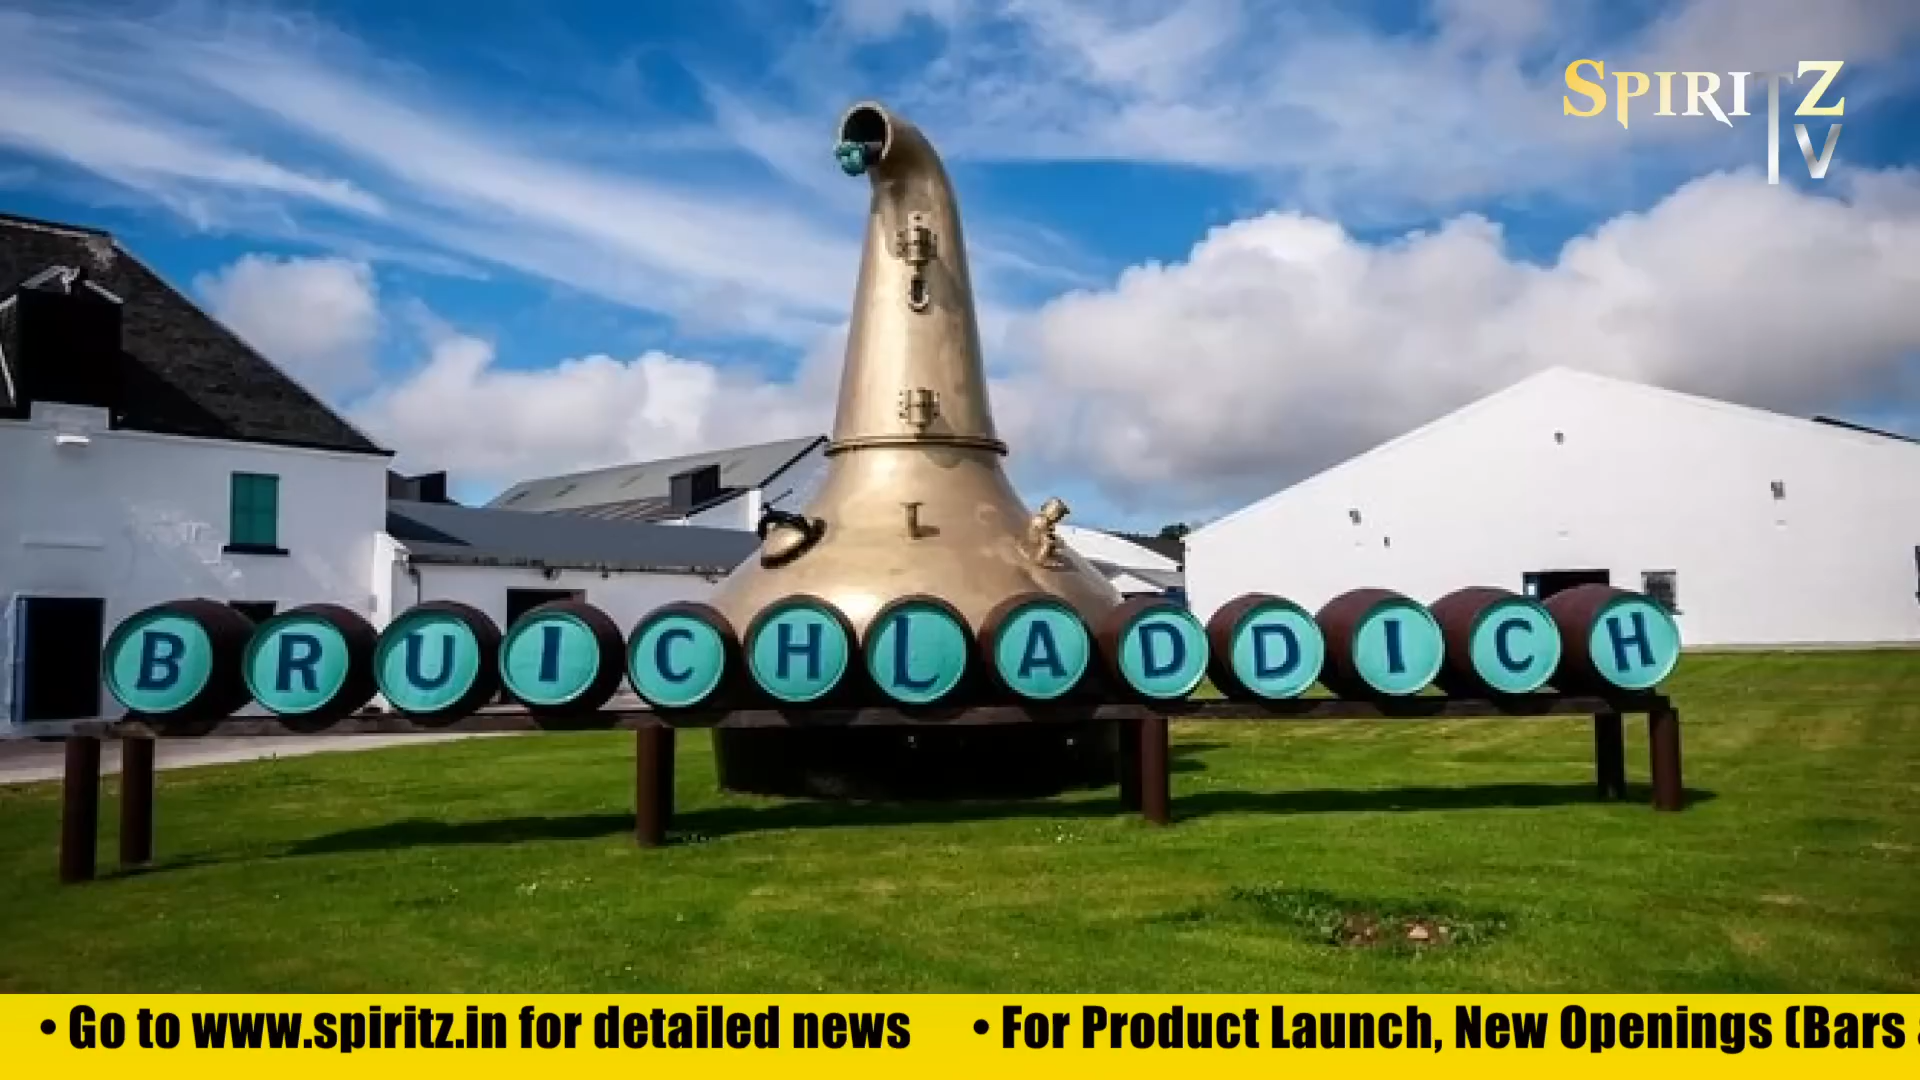 SPIRITZ
TV
BRUICHLADDICH
• Go to www.spiritz.in for detailed news • For Product Launch, New Openings (Bars